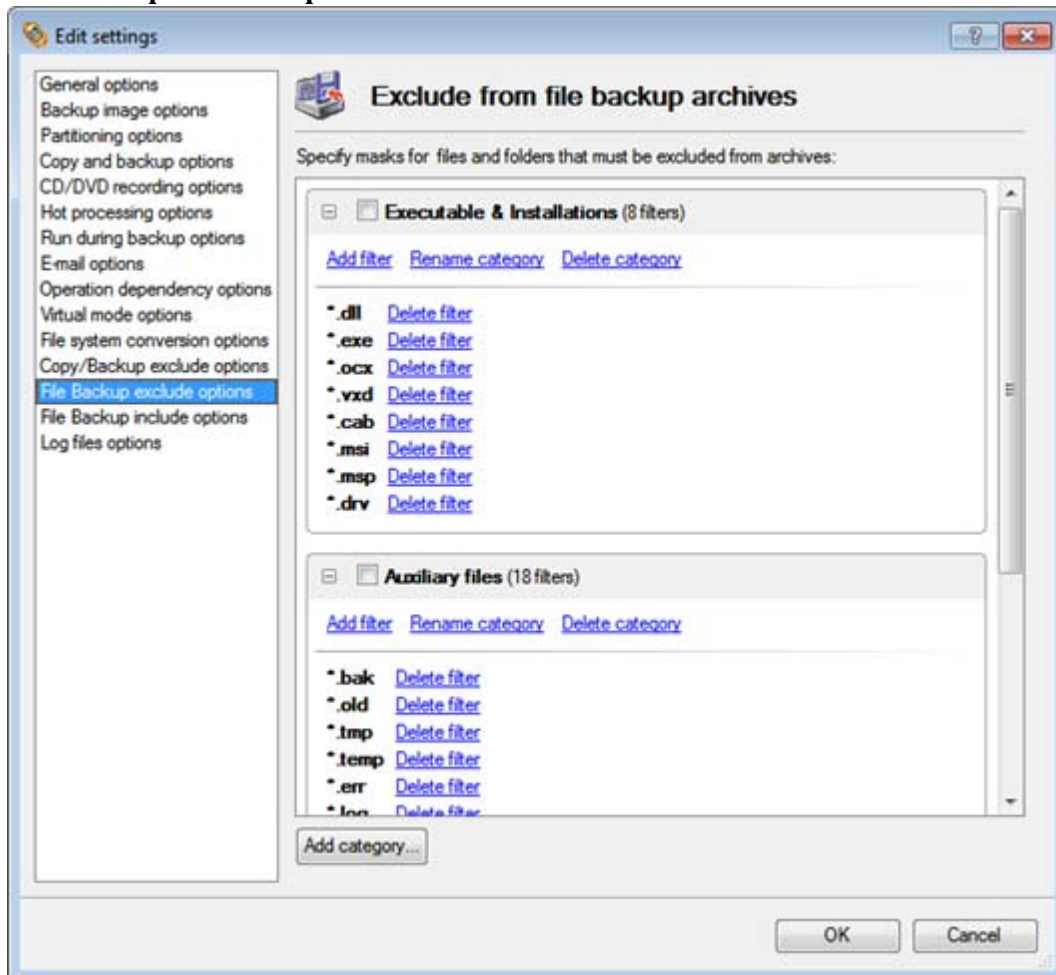 Edit settings
General options
Backup image options
Partitioning options
Copy and backup options
CD/DVD recording options
Hot processing options
Run during backup options
E-mail options
Operation dependency options
Virtual mode options
File system conversion options
Copy/Backup exclude options
File Backup exclude options
File Backup include options
Log files options
Exclude from file backup archives
Specify masks for files and folders that must be excluded from archives:
Executable & Installations (8 filters)
Add filter Rename category Delete category
*.dll Delete filter
*.exe Delete filter
*.ocx Delete filter
*.vxd Delete filter
*.cab Delete filter
*.msi Delete filter
*.msp Delete filter
*.drv Delete filter
Auxiliary files (18 filters)
Add filter Rename category Delete category
*.bak Delete filter
*.old Delete filter
*.tmp Delete filter
*.temp Delete filter
*.err Delete filter
*.log Delete filter
Add category...
OK Cancel